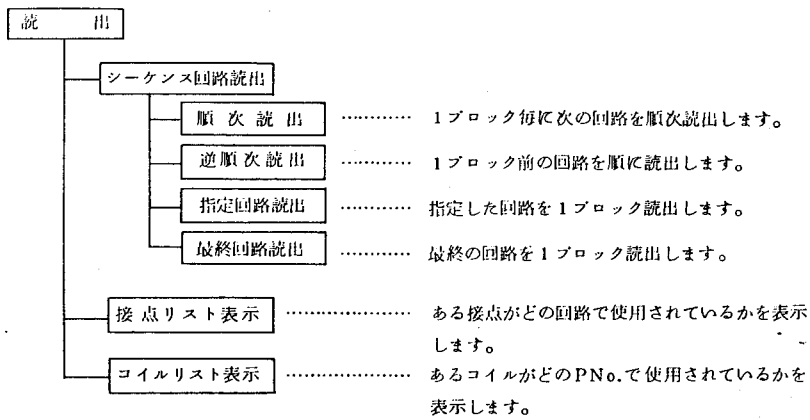 読出
シーケンス回路読出
順次読出 ………… 1ブロック毎に次の回路を順次読出します。
逆順次読出 ………… 1ブロック前の回路を順に読出します。
指定回路読出 ………… 指定した回路を1ブロック読出します。
最終回路読出 ………… 最終の回路を1ブロック読出します。
接点リスト表示 ………………… ある接点がどの回路で使用されているかを表示
します。
コイルリスト表示 ………………… あるコイルがどのPNo.で使用されているかを
表示します。